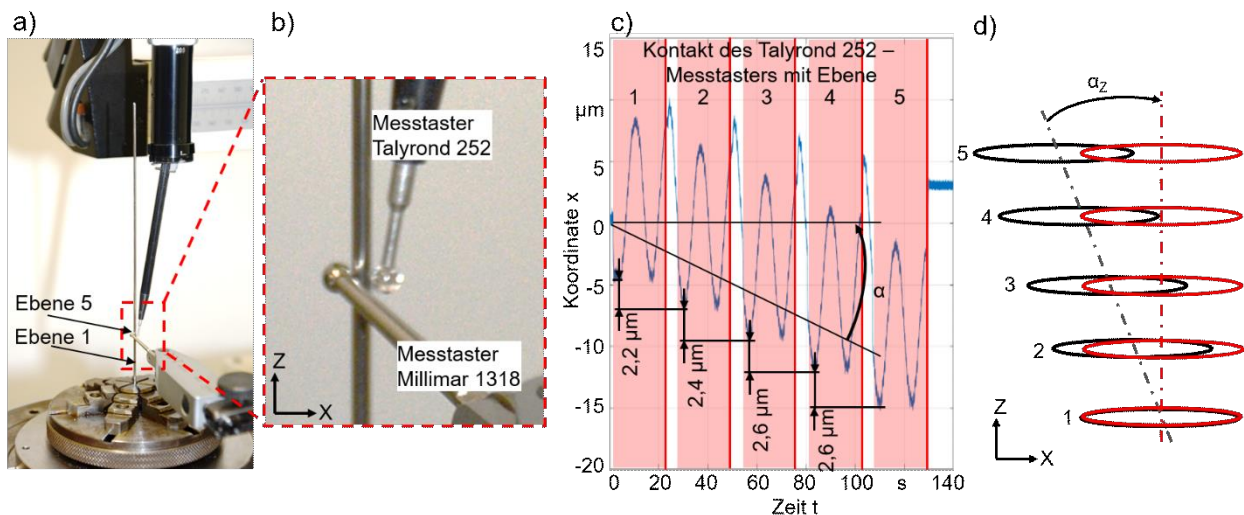 a)
Ebene 5
Ebene 1
b)
Messtaster
Talyrond 252
Messtaster
Millimar 1318
Z
X
c)
Kontakt des Talyrond 252 –
Messtasters mit Ebene
1 2 3 4 5
15
µm
5
0
-5
-10
-15
-20
Koordinate x
2,2 µm
2,4 µm
2,6 µm
2,6 µm
α
0 20 40 60 80 100 s 140
Zeit t
d)
αZ
5
4
3
2
1
Z
X